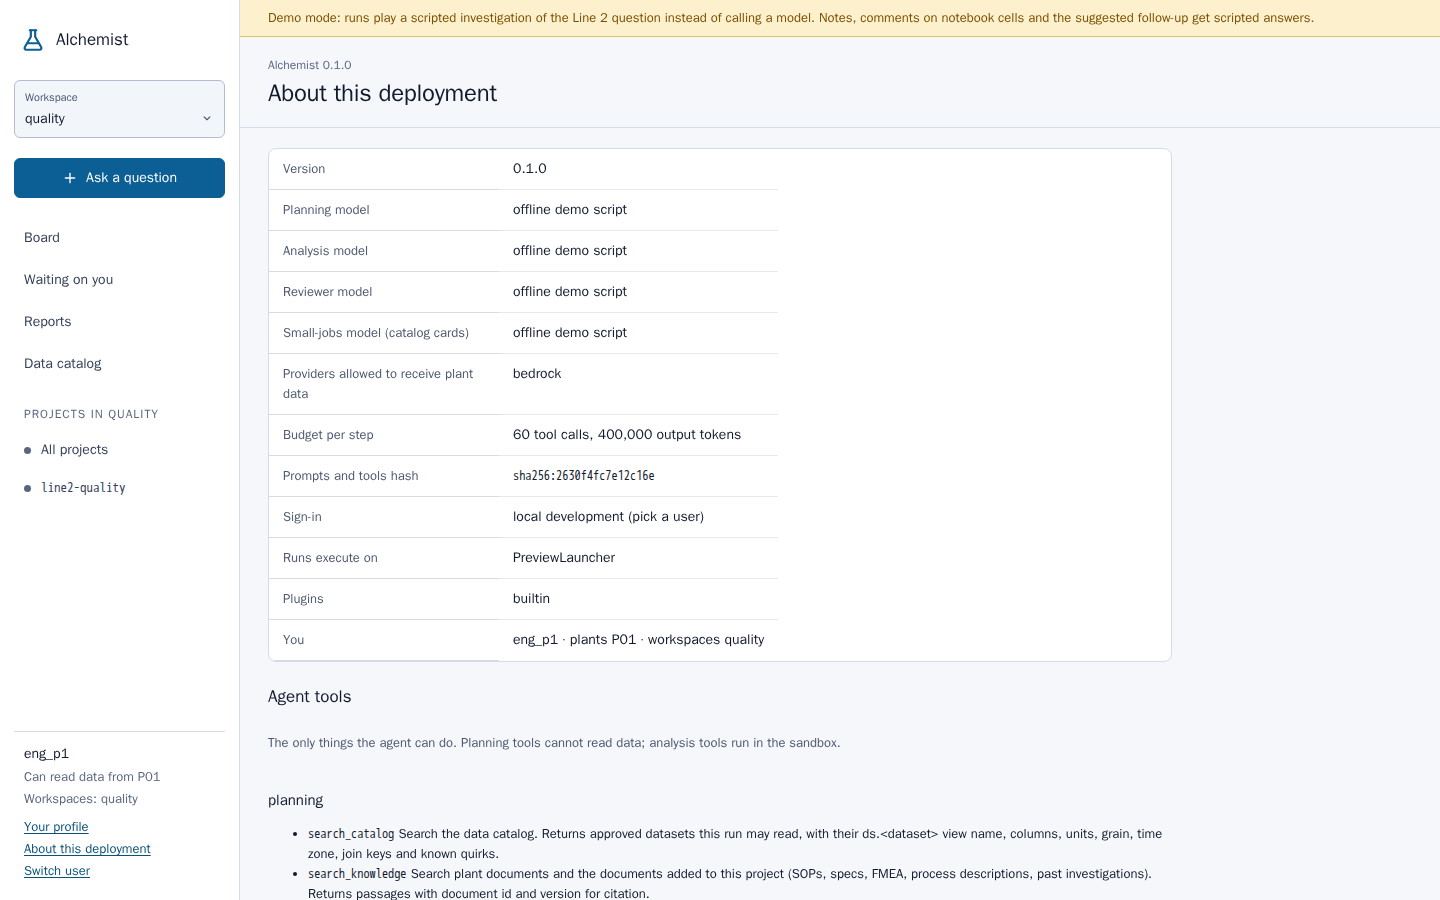 Demo mode: runs play a scripted investigation of the Line 2 question instead of calling a model. Notes, comments on notebook cells and the suggested follow-up get scripted answers.
Alchemist
Workspace
quality
Ask a question
Board
Waiting on you
Reports
Data catalog
PROJECTS IN QUALITY
All projects
line2-quality
eng_p1
Can read data from P01
Workspaces: quality
Your profile
About this deployment
Switch user
Alchemist 0.1.0
About this deployment
Version 0.1.0
Planning model offline demo script
Analysis model offline demo script
Reviewer model offline demo script
Small-jobs model (catalog cards) offline demo script
Providers allowed to receive plant data bedrock
Budget per step 60 tool calls, 400,000 output tokens
Prompts and tools hash sha256:2630f4fc7e12c16e
Sign-in local development (pick a user)
Runs execute on PreviewLauncher
Plugins builtin
You eng_p1 · plants P01 · workspaces quality
Agent tools
The only things the agent can do. Planning tools cannot read data; analysis tools run in the sandbox.
planning
• search_catalog Search the data catalog. Returns approved datasets this run may read, with their ds.<dataset> view name, columns, units, grain, time
zone, join keys and known quirks.
• search_knowledge Search plant documents and the documents added to this project (SOPs, specs, FMEA, process descriptions, past investigations).
Returns passages with document id and version for citation.